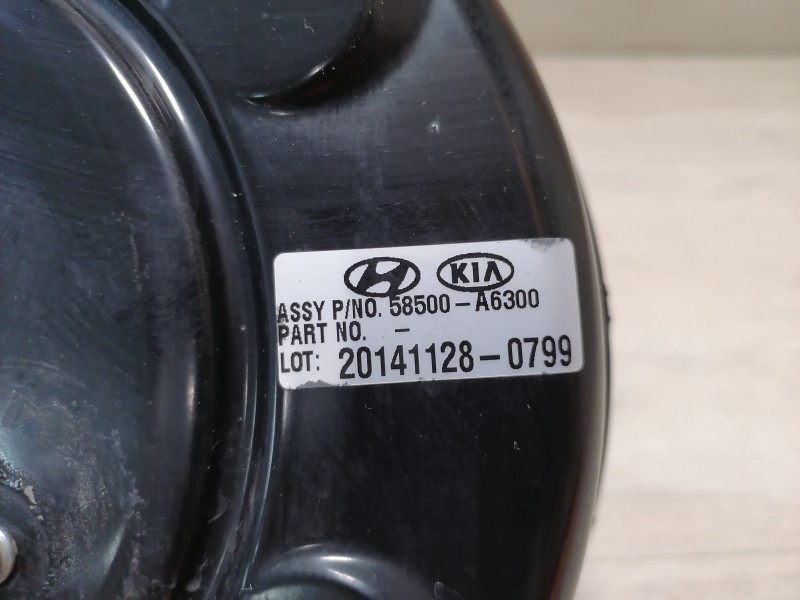 KIA
ASSY P/NO. 58500-A6300
PART NO. -
LOT: 20141128-0799